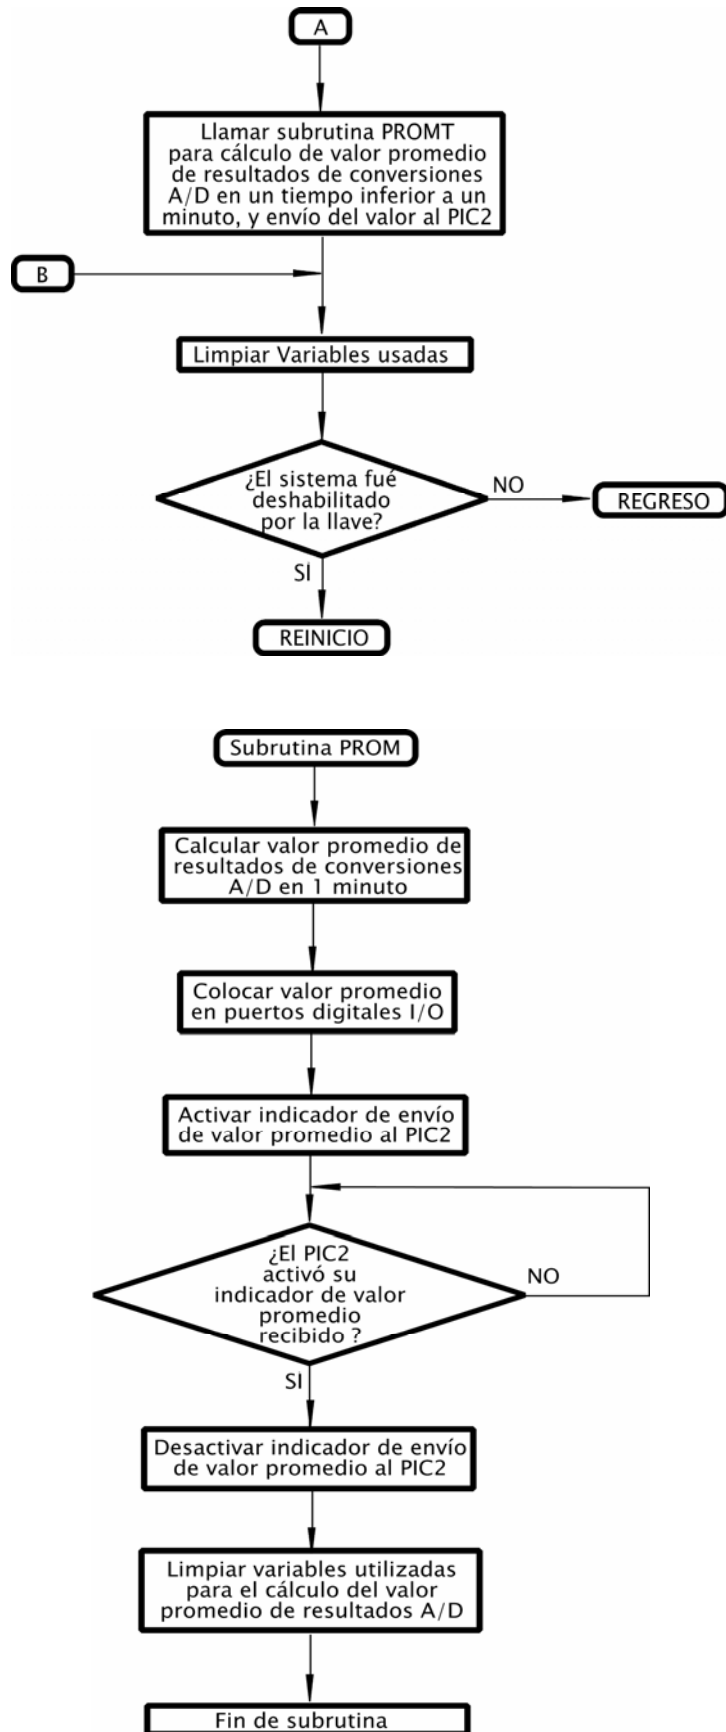 A
Llamar subrutina PROMT
para cálculo de valor promedio
de resultados de conversiones
A/D en un tiempo inferior a un
minuto, y envío del valor al PIC2
B
Limpiar Variables usadas
¿El sistema fué
deshabilitado
por la llave?
NO
REGRESO
SÍ
REINICIO
Subrutina PROM
Calcular valor promedio de
resultados de conversiones
A/D en 1 minuto
Colocar valor promedio
en puertos digitales I/O
Activar indicador de envío
de valor promedio al PIC2
¿El PIC2
activó su
indicador de valor
promedio
recibido ?
NO
SI
Desactivar indicador de envío
de valor promedio al PIC2
Limpiar variables utilizadas
para el cálculo del valor
promedio de resultados A/D
Fin de subrutina